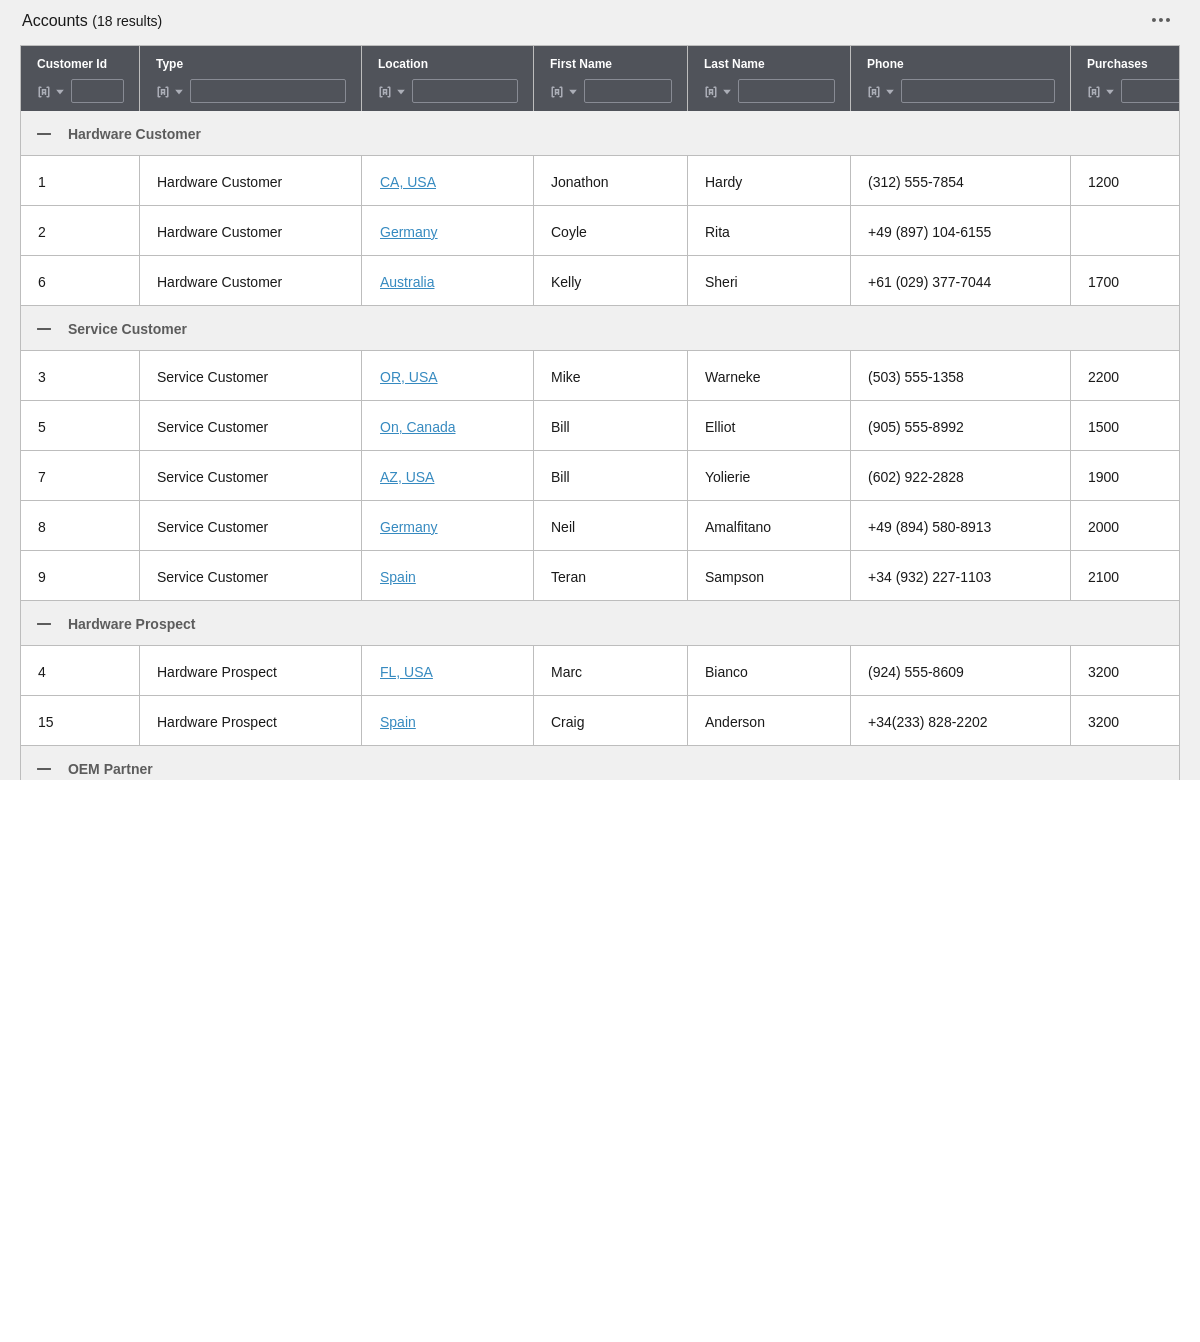 Accounts (18 results)
Customer Id Type Location First Name Last Name Phone Purchases
Hardware Customer
1 Hardware Customer CA, USA Jonathon Hardy (312) 555-7854 1200
2 Hardware Customer Germany Coyle Rita +49 (897) 104-6155
6 Hardware Customer Australia Kelly Sheri +61 (029) 377-7044 1700
Service Customer
3 Service Customer OR, USA Mike Warneke (503) 555-1358 2200
5 Service Customer On, Canada Bill Elliot (905) 555-8992 1500
7 Service Customer AZ, USA Bill Yolierie (602) 922-2828 1900
8 Service Customer Germany Neil Amalfitano +49 (894) 580-8913 2000
9 Service Customer Spain Teran Sampson +34 (932) 227-1103 2100
Hardware Prospect
4 Hardware Prospect FL, USA Marc Bianco (924) 555-8609 3200
15 Hardware Prospect Spain Craig Anderson +34(233) 828-2202 3200
OEM Partner